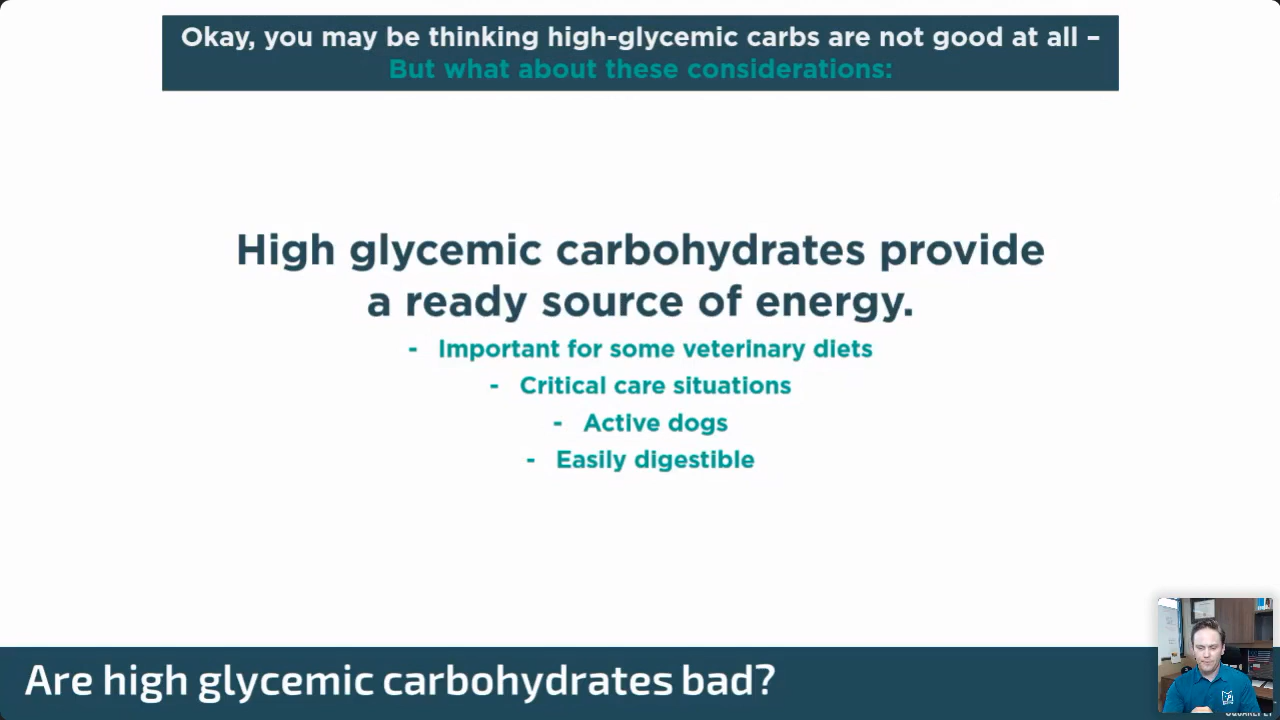 Okay, you may be thinking high-glycemic carbs are not good at all –
But what about these considerations:
High glycemic carbohydrates provide
a ready source of energy.
- Important for some veterinary diets
- Critical care situations
- Active dogs
- Easily digestible
Are high glycemic carbohydrates bad?